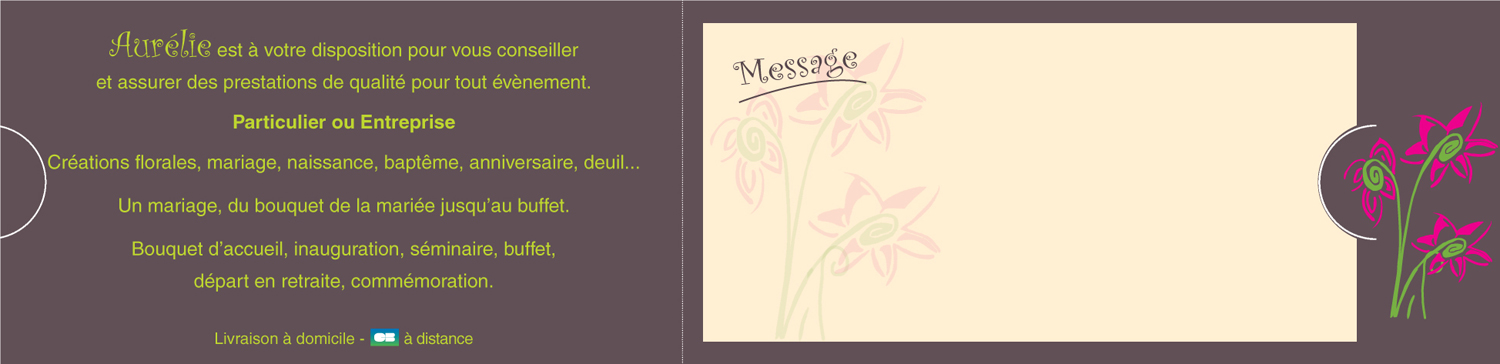 Aurélie est à votre disposition pour vous conseiller
et assurer des prestations de qualité pour tout évènement.
Particulier ou Entreprise
Créations florales, mariage, naissance, baptême, anniversaire, deuil...
Un mariage, du bouquet de la mariée jusqu'au buffet.
Bouquet d'accueil, inauguration, séminaire, buffet,
départ en retraite, commémoration.
Livraison à domicile - CB à distance
Message